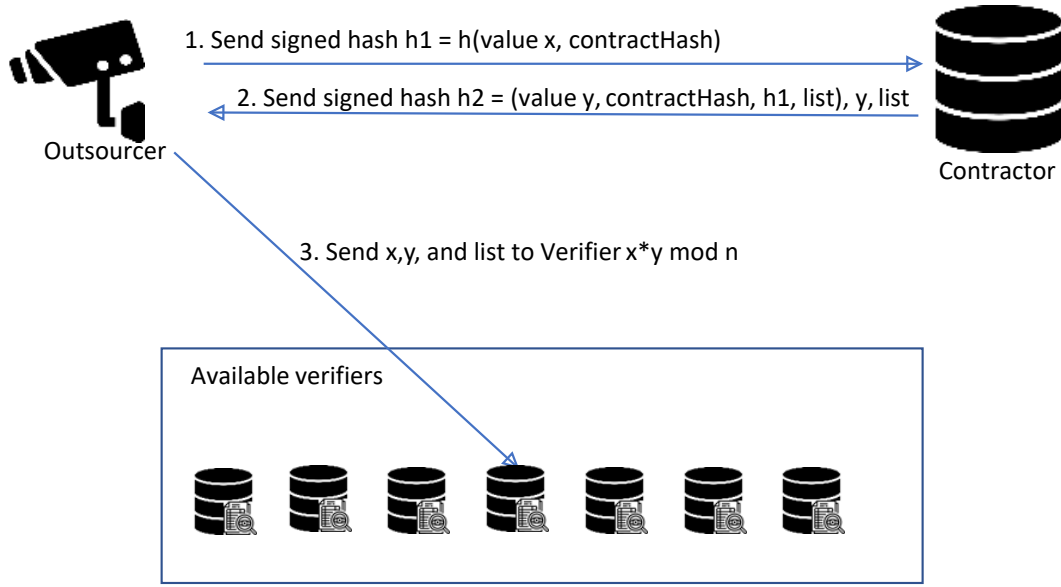 1. Send signed hash h1 = h(value x, contractHash)
2. Send signed hash h2 = (value y, contractHash, h1, list), y, list
Outsourcer
Contractor
3. Send x,y, and list to Verifier x*y mod n
Available verifiers